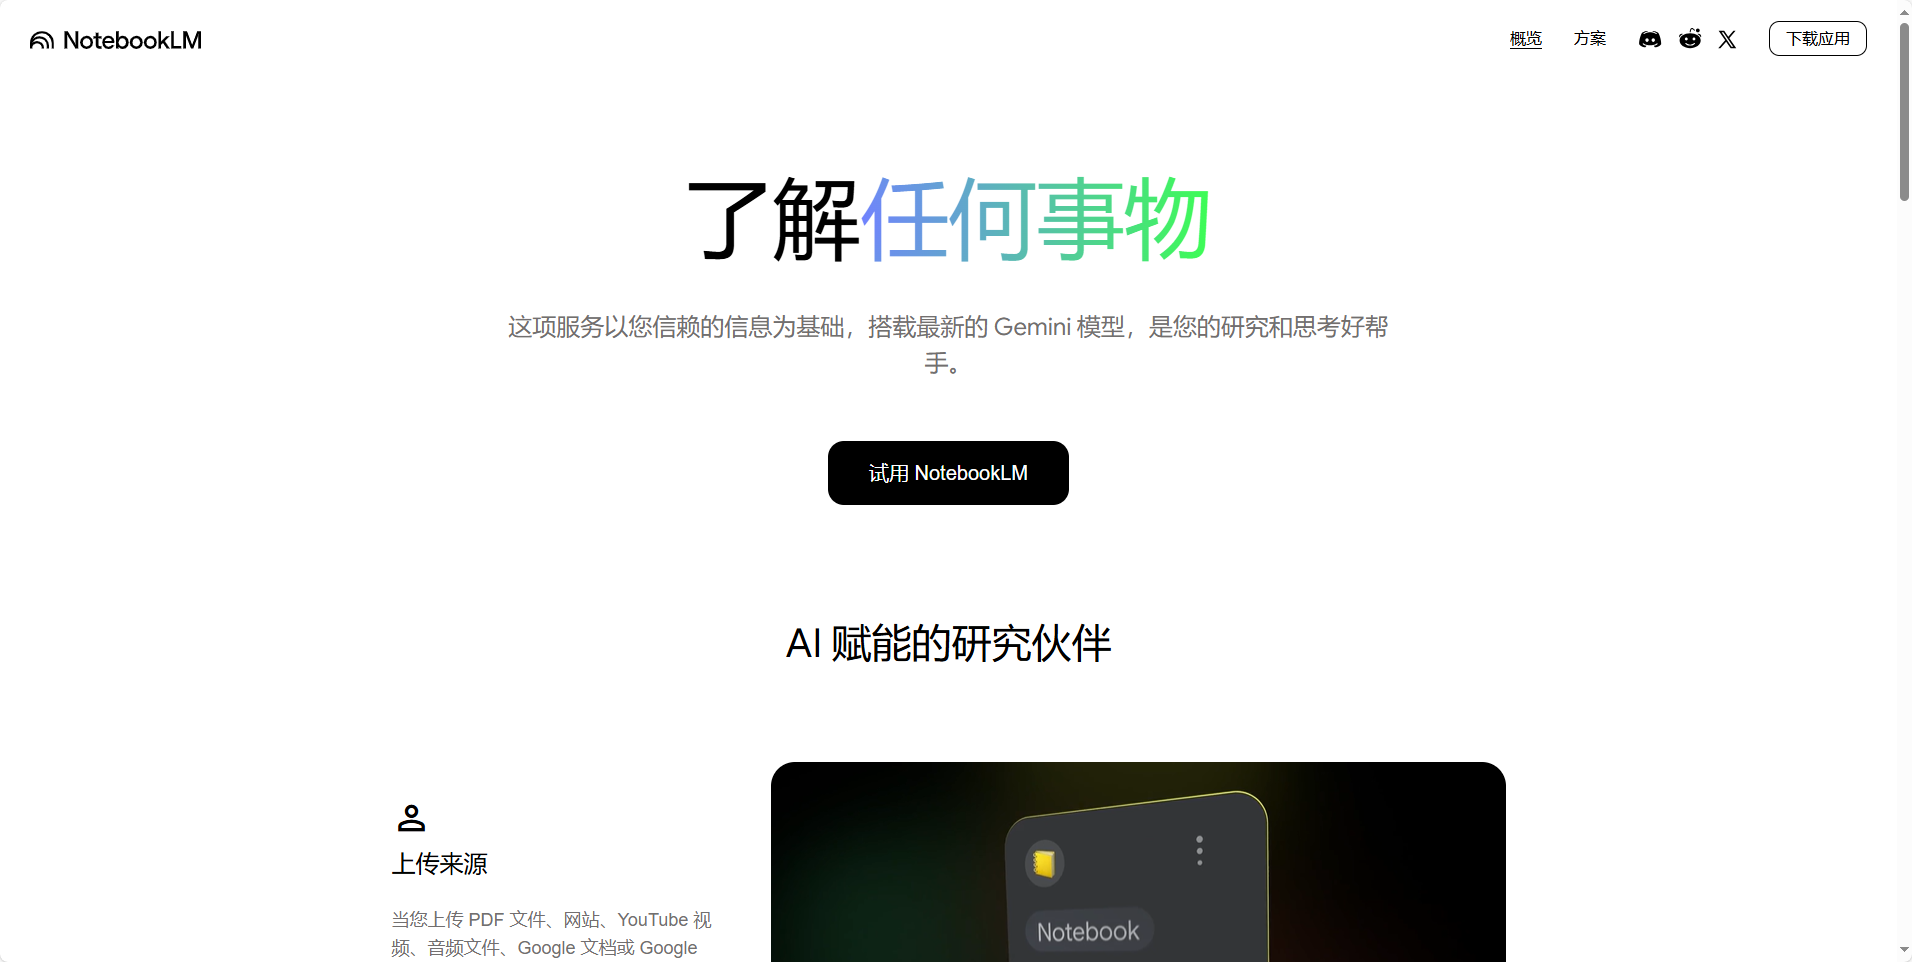 NotebookLM
概览
方案
下载应用
了解任何事物
这项服务以您信赖的信息为基础，搭载最新的 Gemini 模型，是您的研究和思考好帮
手。
试用 NotebookLM
AI 赋能的研究伙伴
上传来源
当您上传 PDF 文件、网站、YouTube 视
频、音频文件、Google 文档或 Google
Notebook